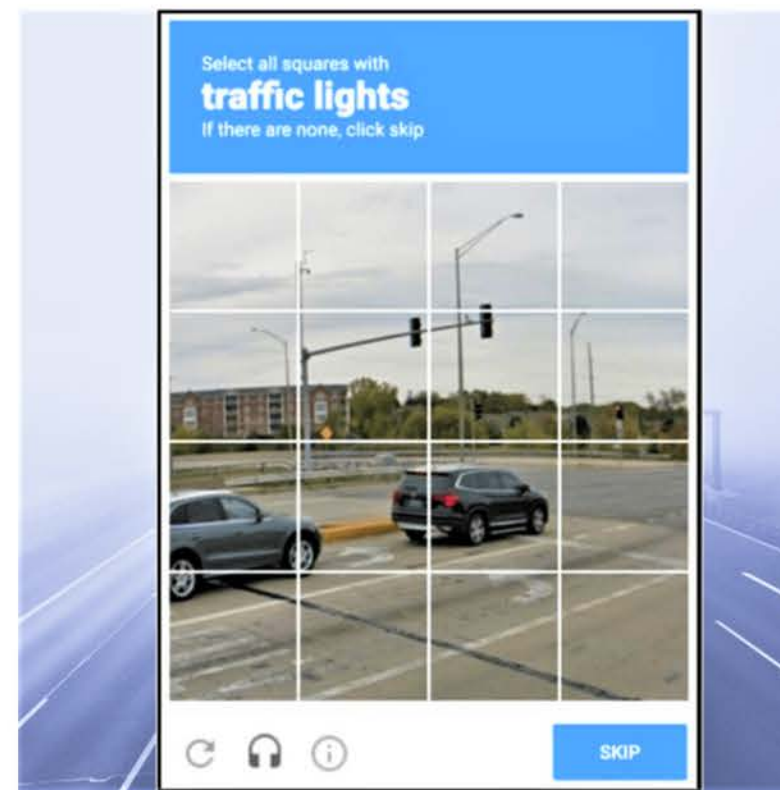 Select all squares with
traffic lights
If there are none, click skip
SKIP